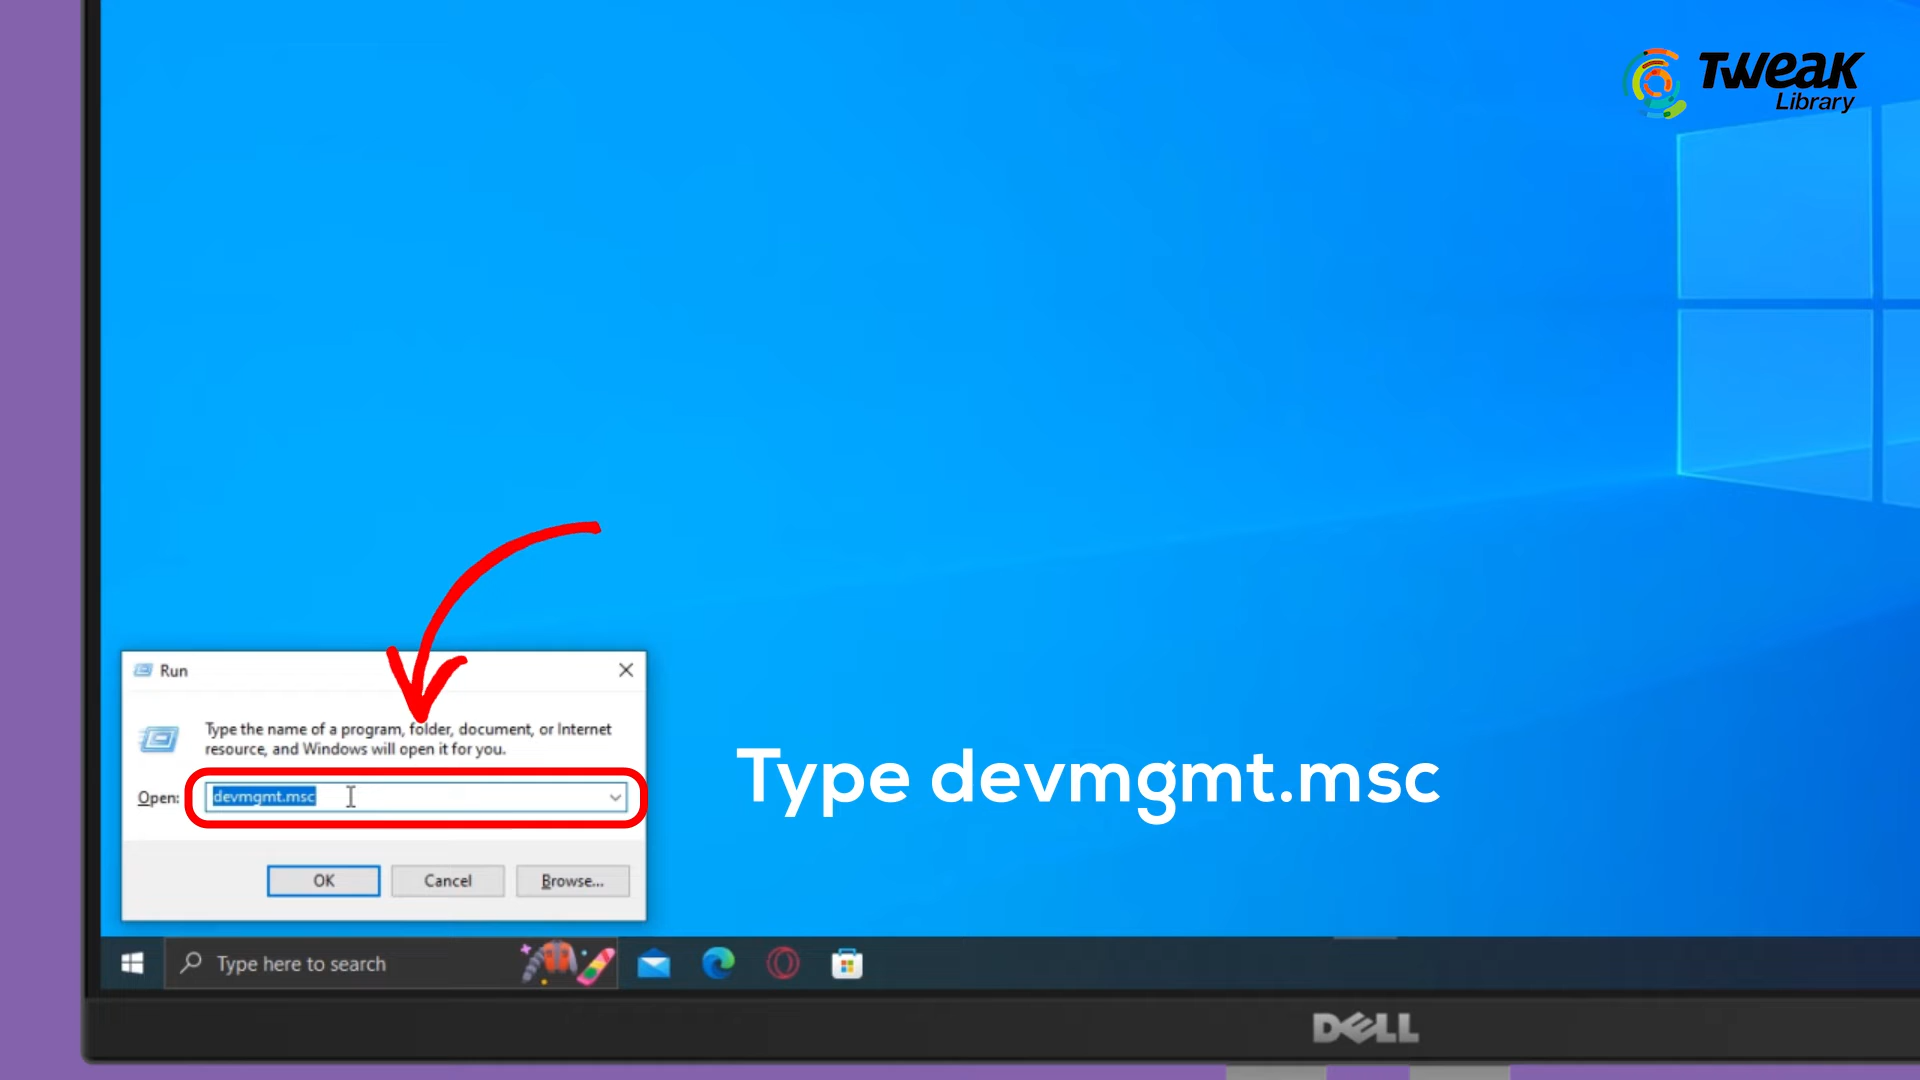 TWEAK
Library
Run
Type the name of a program, folder, document, or Internet
resource, and Windows will open it for you.
Open: devmgmt.msc
Type devmgmt.msc
OK Cancel Browse...
Type here to search
DELL